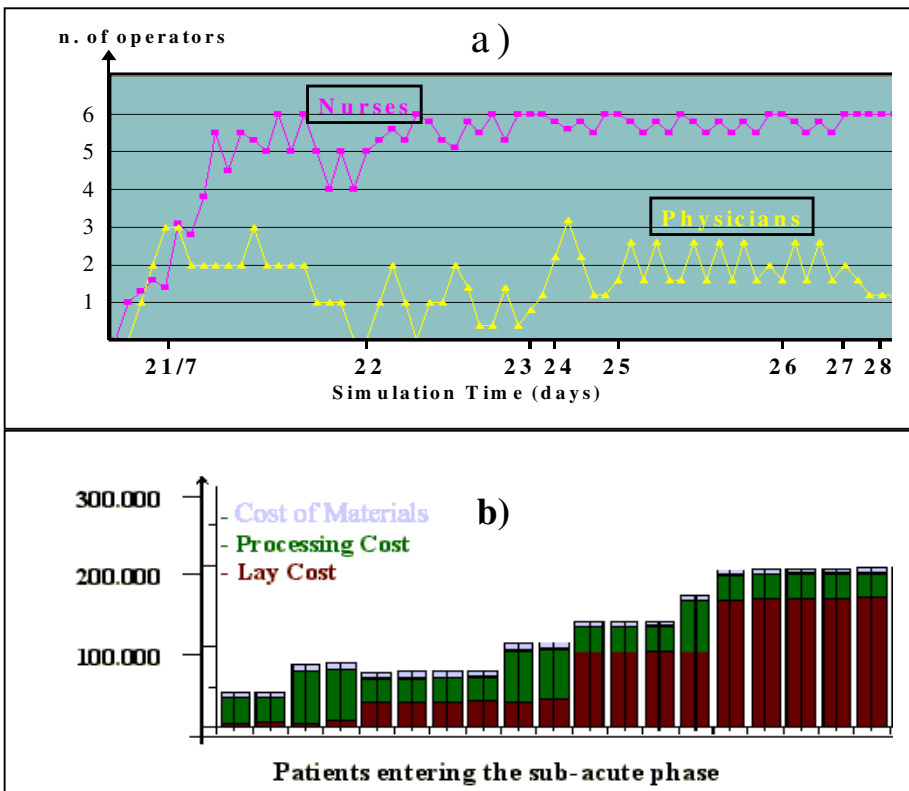 n. of operators
a)
Nurses
Physicians
6
5
4
3
2
1
21/7 22 23 24 25 26 27 28
Simulation Time (days)
b)
300.000
200.000
100.000
- Cost of Materials
- Processing Cost
- Lay Cost
Patients entering the sub-acute phase